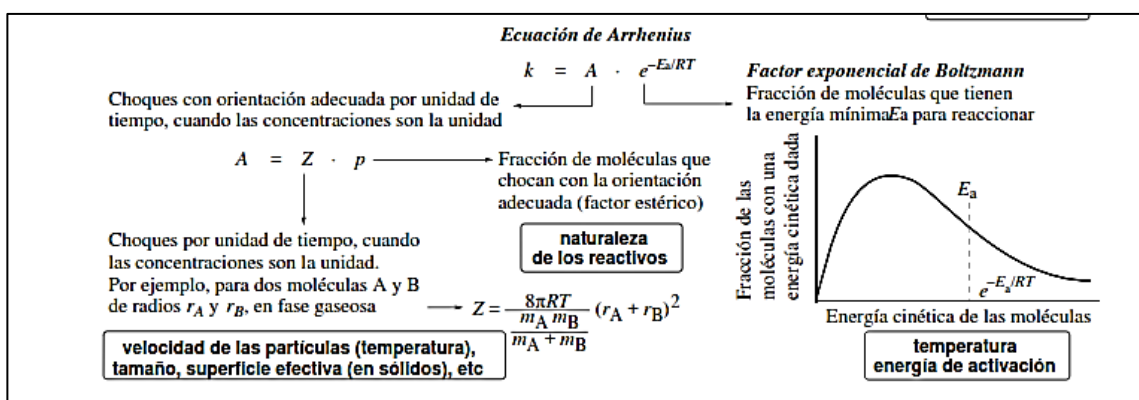 Ecuación de Arrhenius
k = A · e^{-Ea/RT}
Factor exponencial de Boltzmann
Choques con orientación adecuada por unidad de
tiempo, cuando las concentraciones son la unidad
Fracción de moléculas que tienen
la energía mínimaEa para reaccionar
A = Z · p
Fracción de moléculas que
chocan con la orientación
adecuada (factor estérico)
naturaleza
de los reactivos
Choques por unidad de tiempo, cuando
las concentraciones son la unidad.
Por ejemplo, para dos moléculas A y B
de radios r_A y r_B, en fase gaseosa
Z = 8πRT / (m_A m_B / (m_A + m_B)) (r_A + r_B)^2
velocidad de las partículas (temperatura),
tamaño, superficie efectiva (en sólidos), etc
Fracción de las
moléculas con una
energía cinética dada
E_a
e^{-E_a/RT}
Energía cinética de las moléculas
temperatura
energía de activación